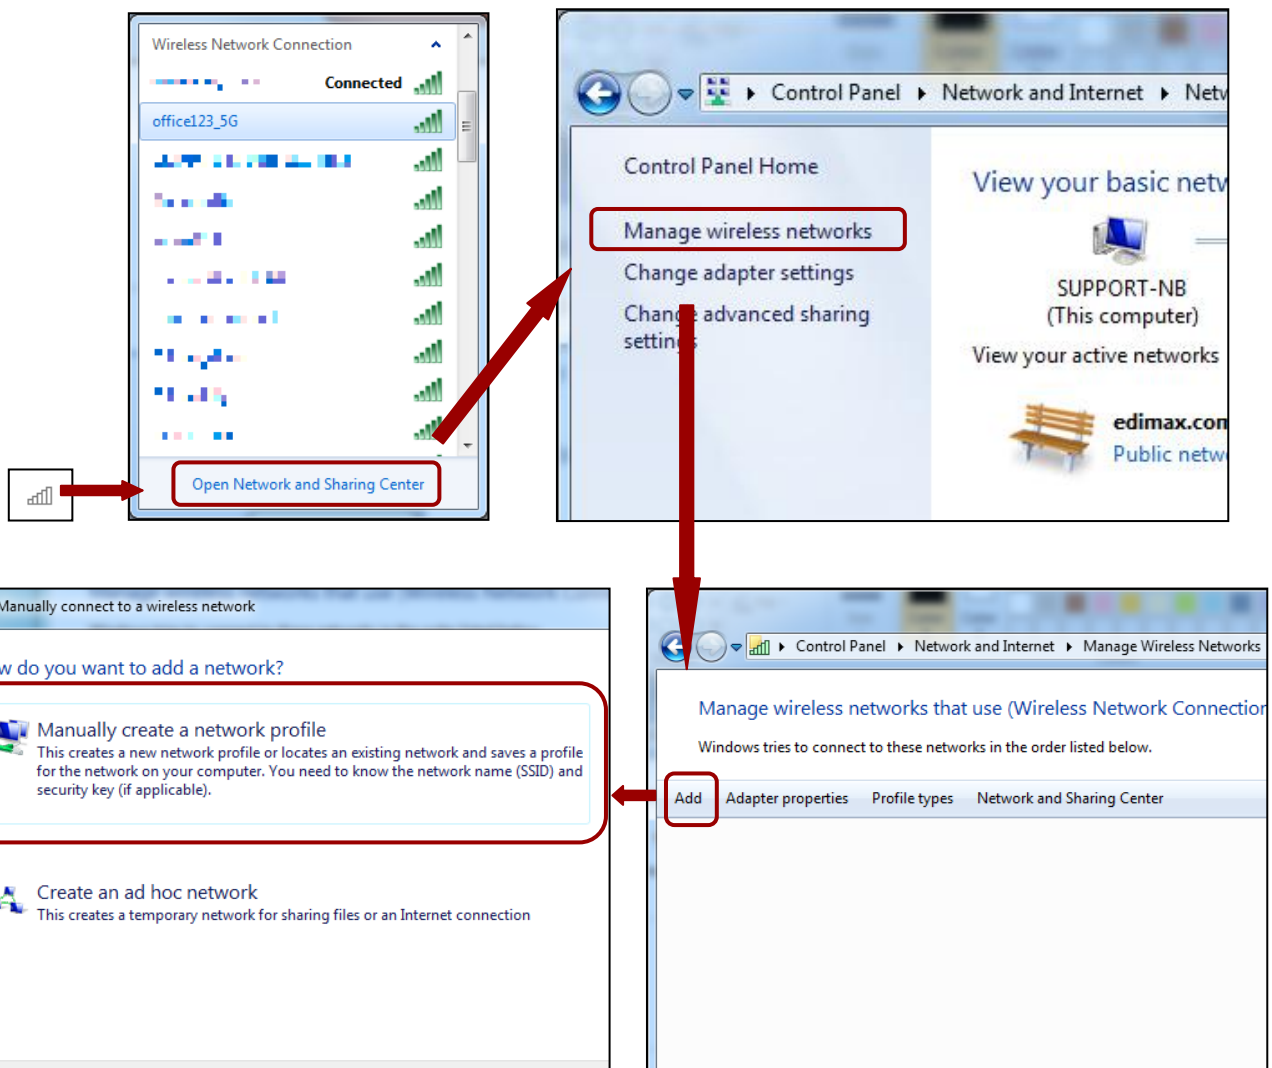 Wireless Network Connection
Connected
office123_5G
Open Network and Sharing Center
Control Panel
Network and Internet
Control Panel Home
Manage wireless networks
Change adapter settings
Change advanced sharing
settings
View your basic
SUPPORT-NB
(This computer)
View your active networks
edimax.com
Public
Manually connect to a wireless network
do you want to add a network?
Manually create a network profile
This creates a new network profile or locates an existing network and saves a profile
for the network on your computer. You need to know the network name (SSID) and
security key (if applicable).
Create an ad hoc network
This creates a temporary network for sharing files or an Internet connection
Control Panel Network and Internet Manage Wireless Networks
Manage wireless networks that use (Wireless Network Connection
Windows tries to connect to these networks in the order listed below.
Add Adapter properties Profile types Network and Sharing Center